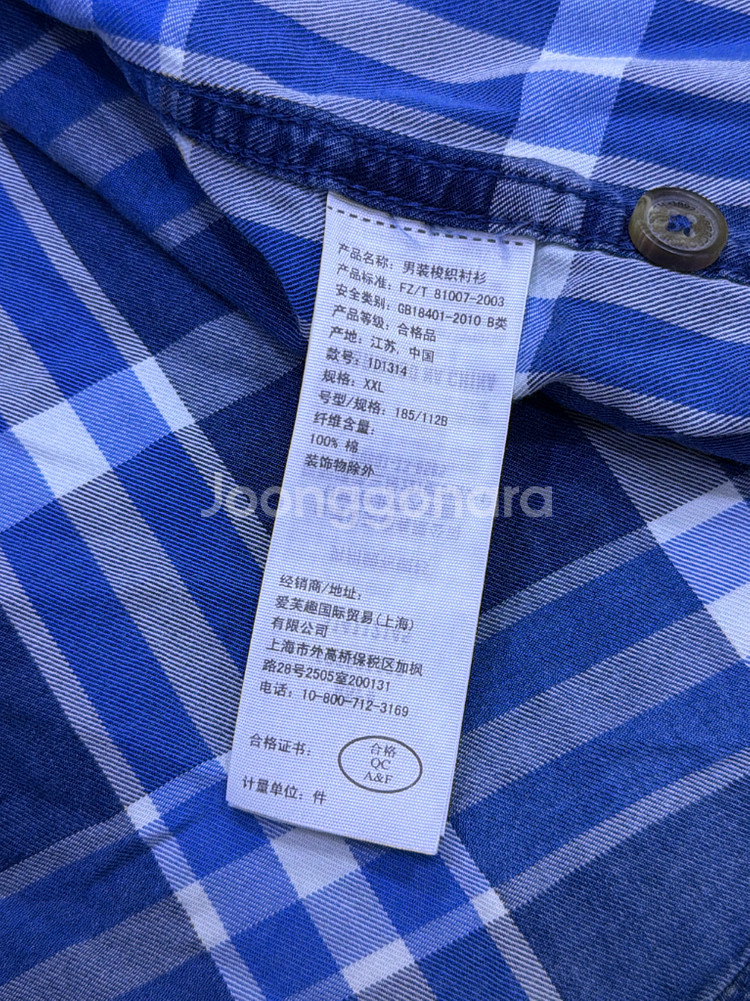 产品名称: 男装梭织衬衫
产品标准: FZ/T 81007-2003
安全类别: GB18401-2010 B类
产品等级: 合格品
产地: 江苏, 中国
款号: 1D1314
规格: XXL
号型/规格: 185/112B
纤维含量:
100% 棉
装饰物除外
Joonggonara
经销商/地址:
爱芙趣国际贸易(上海)
有限公司
上海市外高桥保税区加枫
路28号2505室200131
电话: 10-800-712-3169
合格证书:
合格
QC
A&F
计量单位: 件